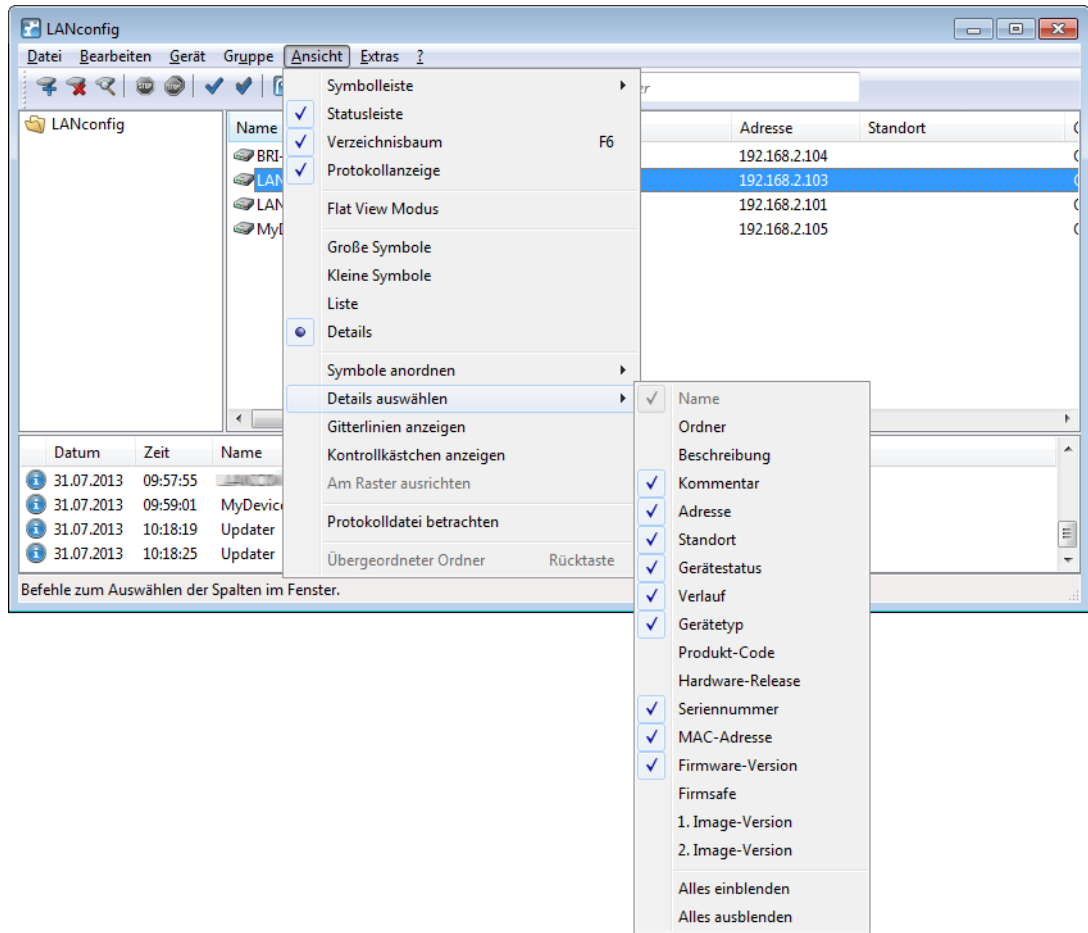 LANconfig
Datei Bearbeiten Gerät Gruppe Ansicht Extras ?
LANconfig
Name Adresse Standort
BRI- 192.168.2.104
LAN 192.168.2.103
LAN 192.168.2.101
192.168.2.105
Symbolleiste
Statusleiste
Verzeichnisbaum F6
Protokollanzeige
Flat View Modus
Große Symbole
Kleine Symbole
Liste
Details
Symbole anordnen
Details auswählen
Gitterlinien anzeigen
Kontrollkästchen anzeigen
Am Raster ausrichten
Protokolldatei betrachten
Übergeordneter Ordner Rücktaste
Name
Ordner
Beschreibung
Kommentar
Adresse
Standort
Gerätestatus
Verlauf
Gerätetyp
Produkt-Code
Hardware-Release
Seriennummer
MAC-Adresse
Firmware-Version
Firmsafe
1. Image-Version
2. Image-Version
Alles einblenden
Alles ausblenden
Datum Zeit Name
31.07.2013 09:57:55
31.07.2013 09:59:01 MyDevice
31.07.2013 10:18:19 Updater
31.07.2013 10:18:25 Updater
Befehle zum Auswählen der Spalten im Fenster.